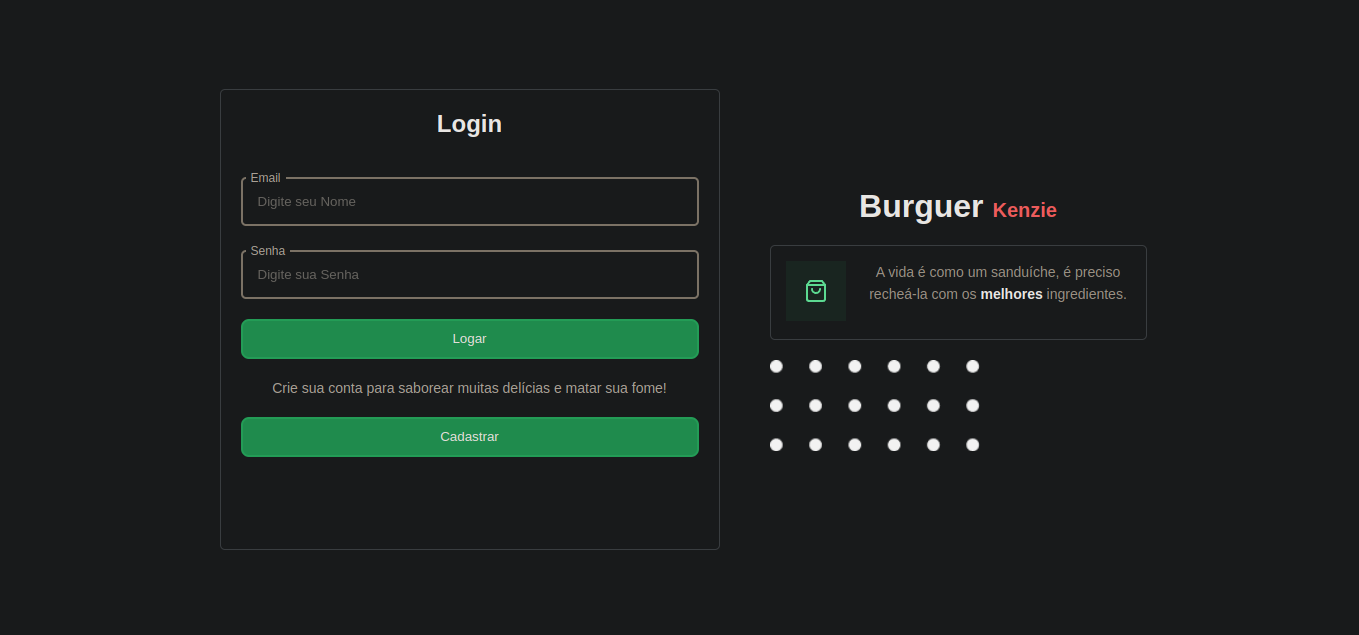 Login
Email
Digite seu Nome
Senha
Digite sua Senha
Logar
Crie sua conta para saborear muitas delícias e matar sua fome!
Cadastrar
Burguer Kenzie
A vida é como um sanduíche, é preciso
recheá-la com os melhores ingredientes.